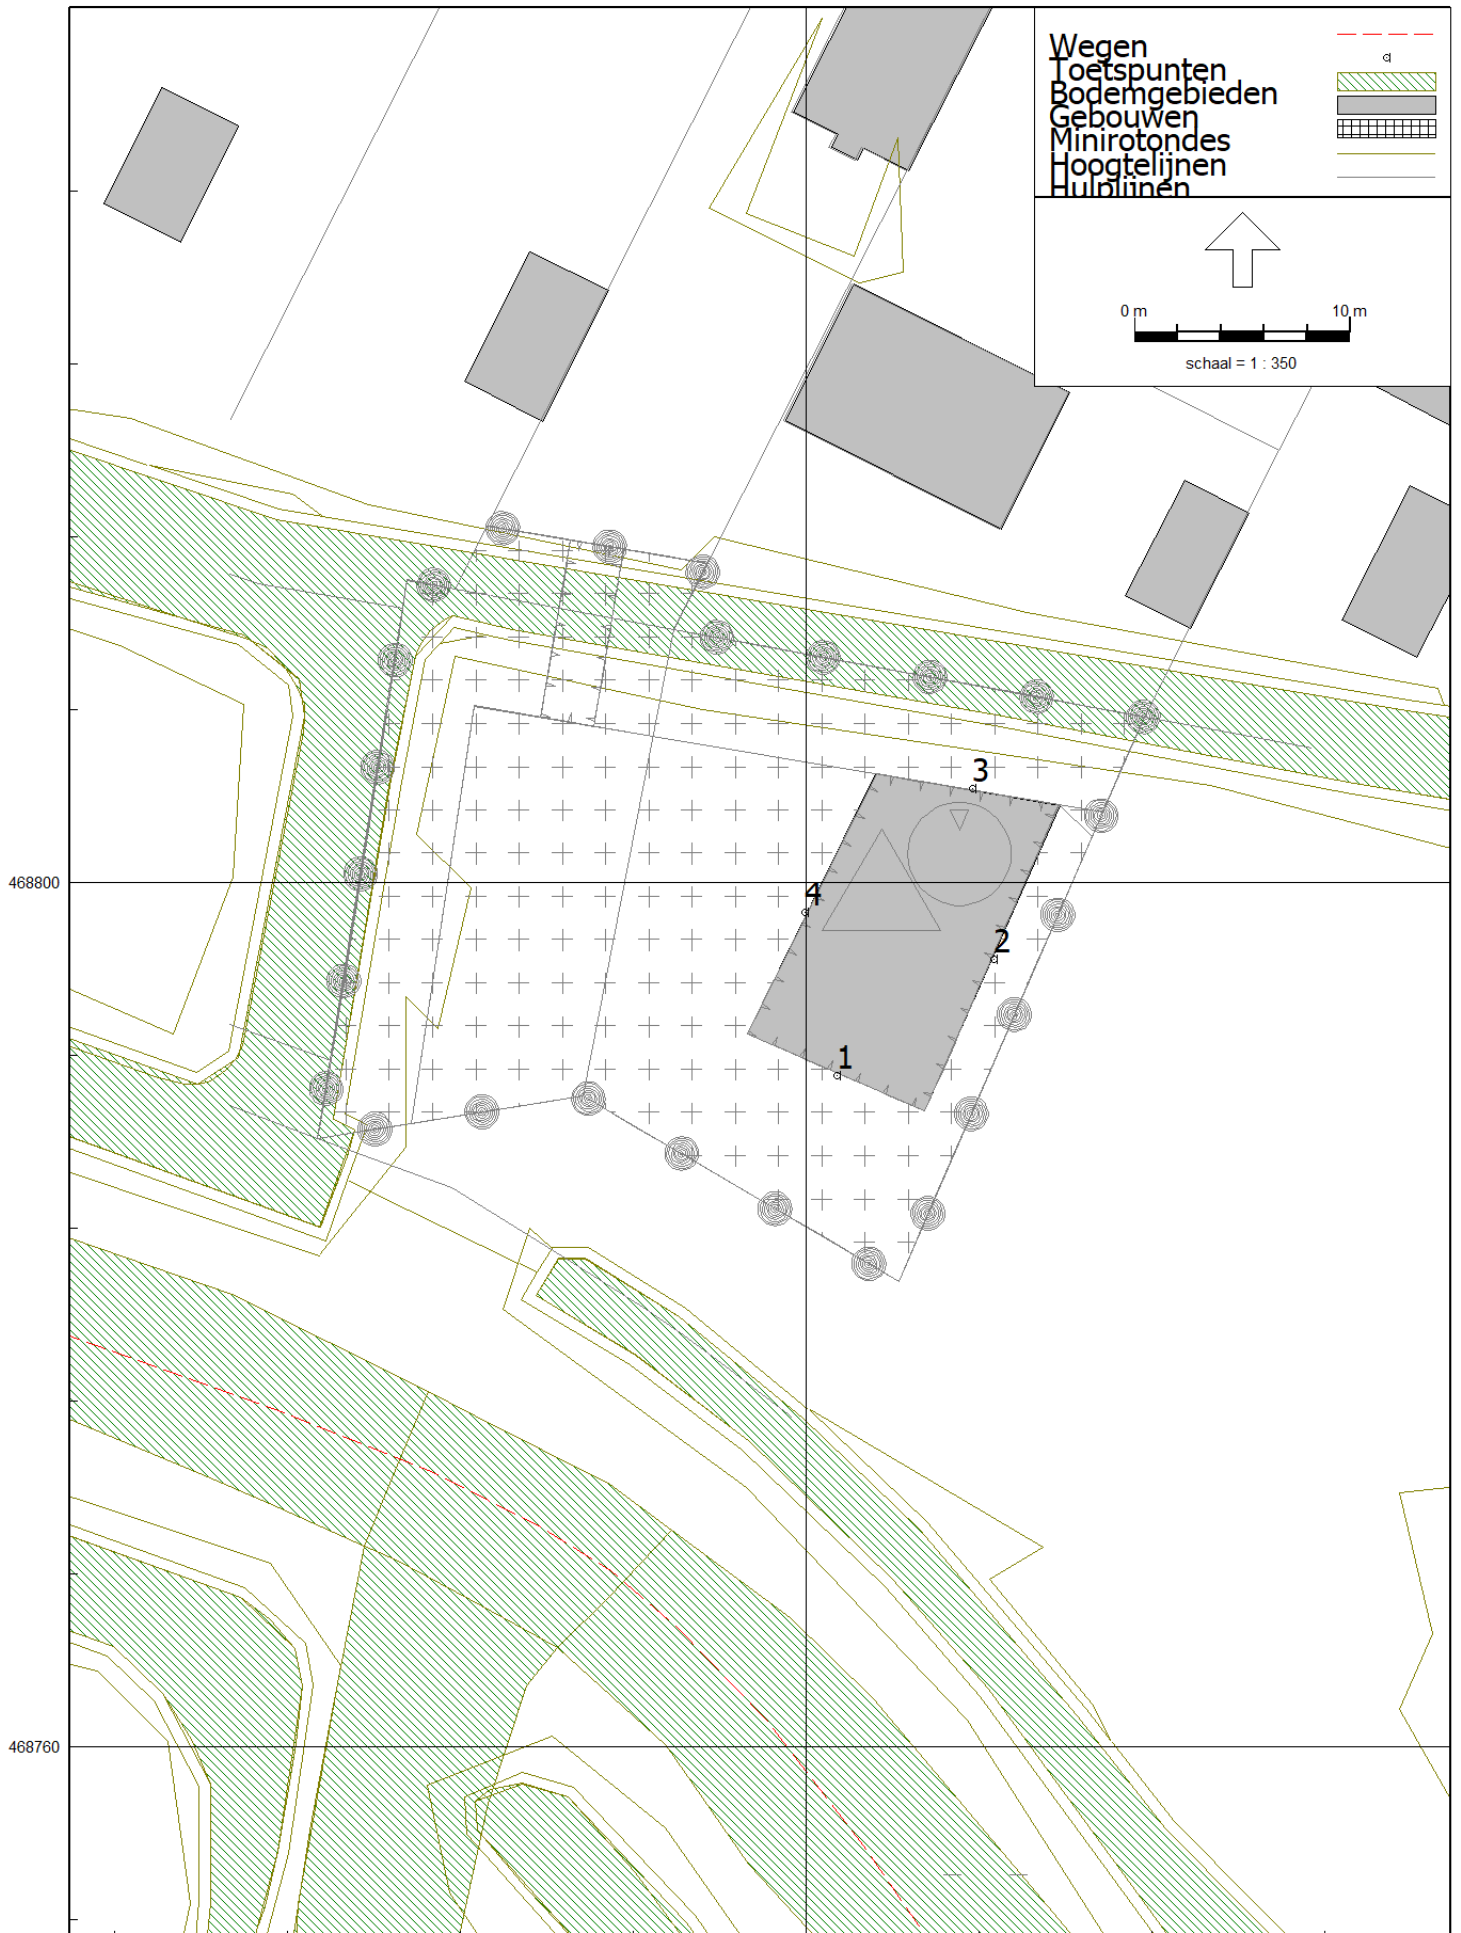 Wegen
Toetspunten
Bodemgebieden
Gebouwen
Minirotondes
Hoogtelijnen
Hulplijnen
0 m 10 m
schaal = 1 : 350
3
468800
4
2
1
468760